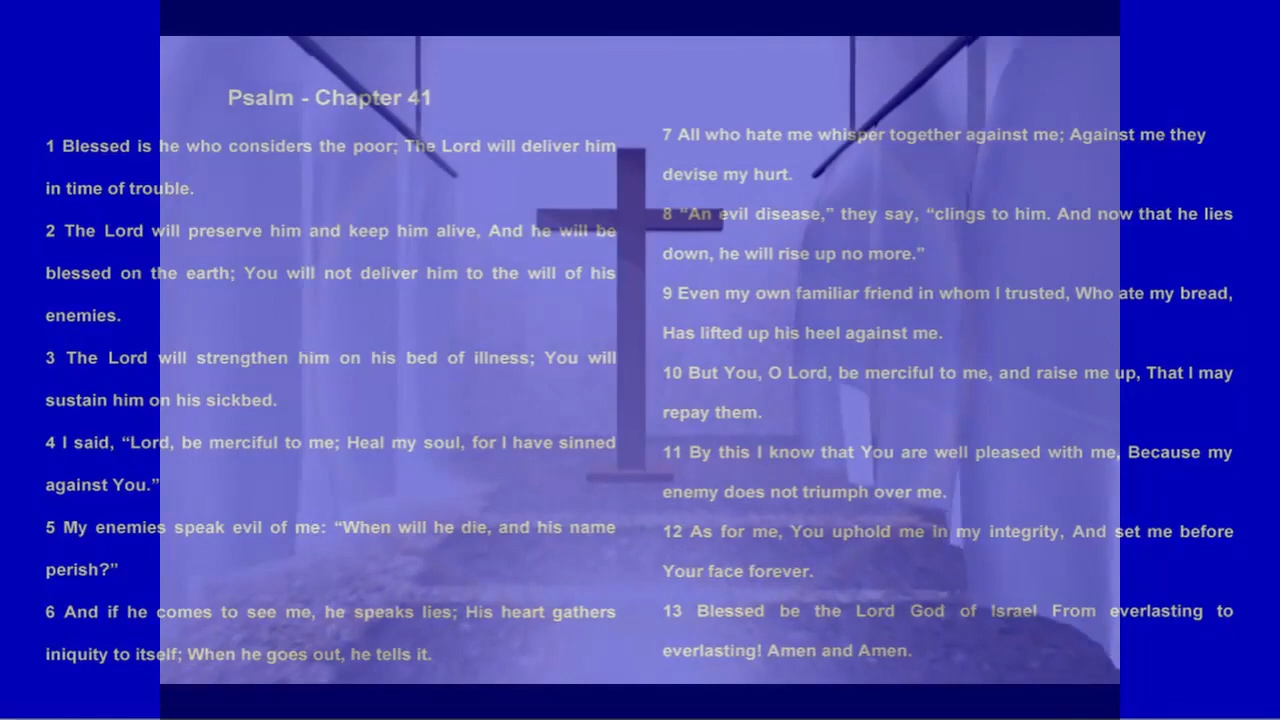 Psalm - Chapter 41
1 Blessed is he who considers the poor; The Lord will deliver him
in time of trouble.
2 The Lord will preserve him and keep him alive, And he will be
blessed on the earth; You will not deliver him to the will of his
enemies.
3 The Lord will strengthen him on his bed of illness; You will
sustain him on his sickbed.
4 I said, “Lord, be merciful to me; Heal my soul, for I have sinned
against You.”
5 My enemies speak evil of me: “When will he die, and his name
perish?”
6 And if he comes to see me, he speaks lies; His heart gathers
iniquity to itself; When he goes out, he tells it.
7 All who hate me whisper together against me; Against me they
devise my hurt.
8 “An evil disease,” they say, “clings to him. And now that he lies
down, he will rise up no more.”
9 Even my own familiar friend in whom I trusted, Who ate my bread,
Has lifted up his heel against me.
10 But You, O Lord, be merciful to me, and raise me up, That I may
repay them.
11 By this I know that You are well pleased with me, Because my
enemy does not triumph over me.
12 As for me, You uphold me in my integrity, And set me before
Your face forever.
13 Blessed be the Lord God of Israel From everlasting to
everlasting! Amen and Amen.